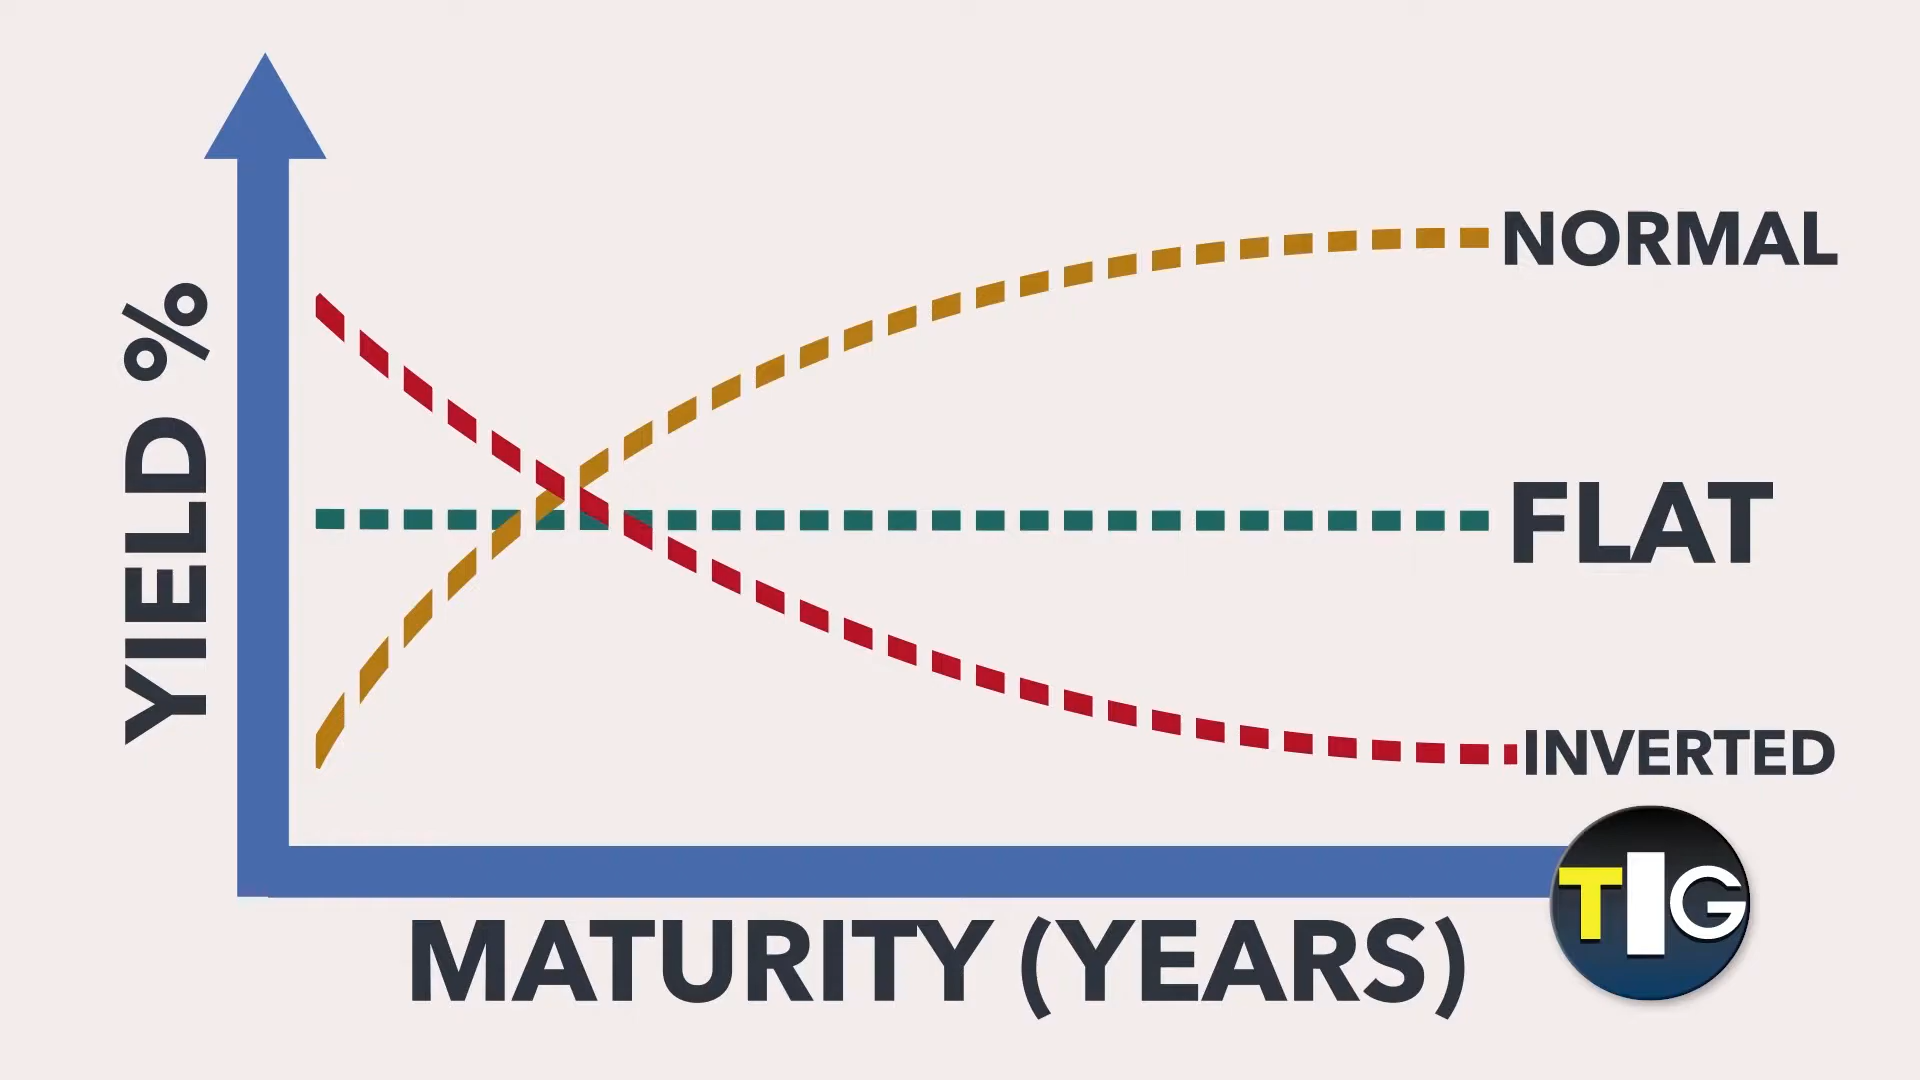 YIELD %
NORMAL
FLAT
INVERTED
MATURITY (YEARS)
TIG